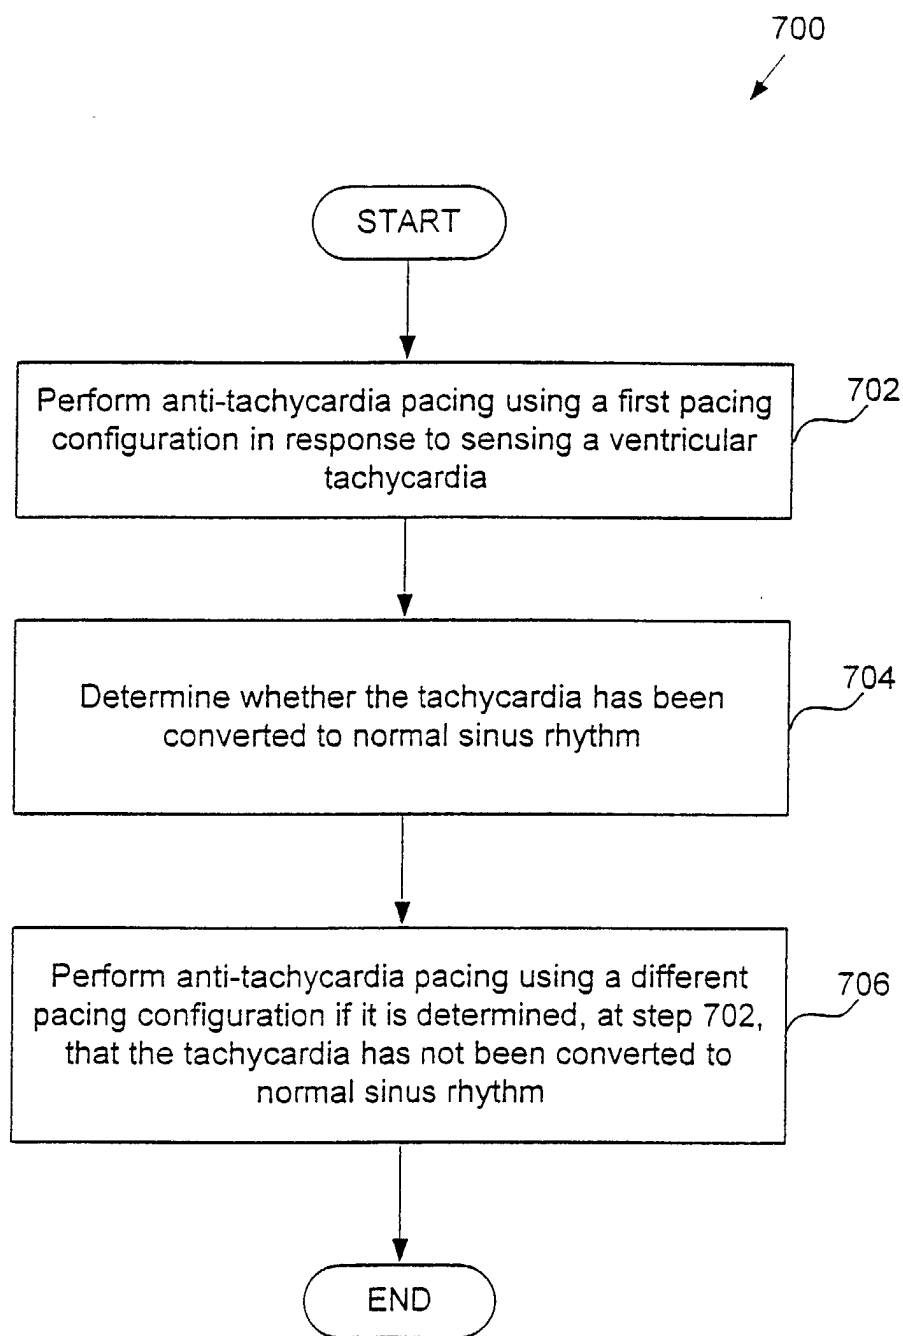 700
START
Perform anti-tachycardia pacing using a first pacing
configuration in response to sensing a ventricular
tachycardia
702
Determine whether the tachycardia has been
converted to normal sinus rhythm
704
Perform anti-tachycardia pacing using a different
pacing configuration if it is determined, at step 702,
that the tachycardia has not been converted to
normal sinus rhythm
706
END